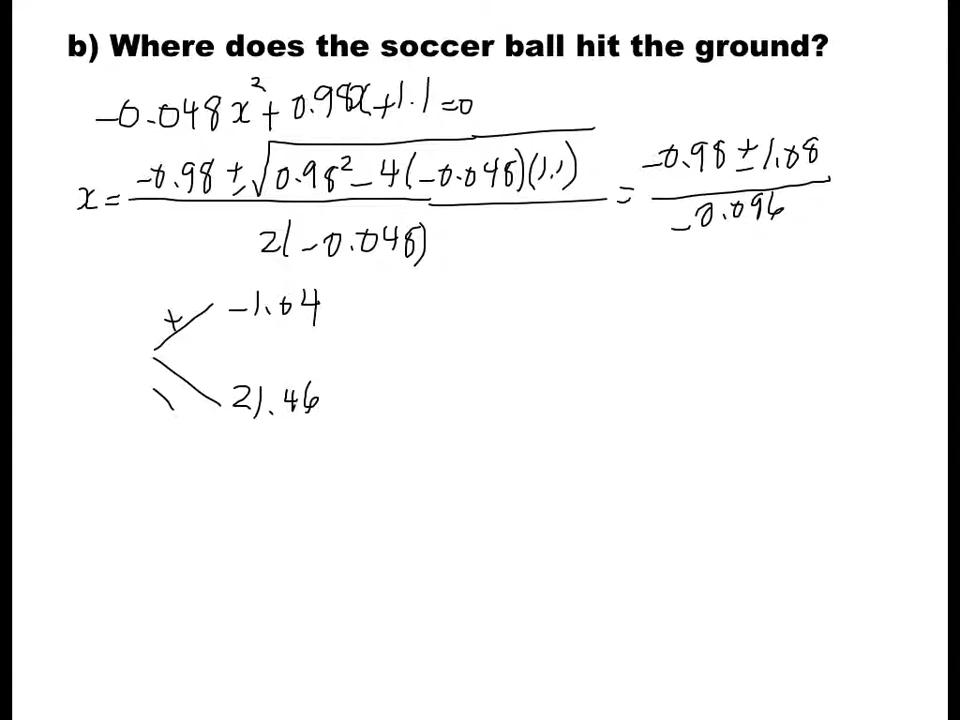 b) Where does the soccer ball hit the ground?
-0.048x² + 0.98x + 1.1 = 0
x = (-0.98 ± √(0.98² - 4(-0.048)(1.1))) / 2(-0.048) = (-0.98 ± 1.08) / -0.096
+ -1.04
\ 21.46